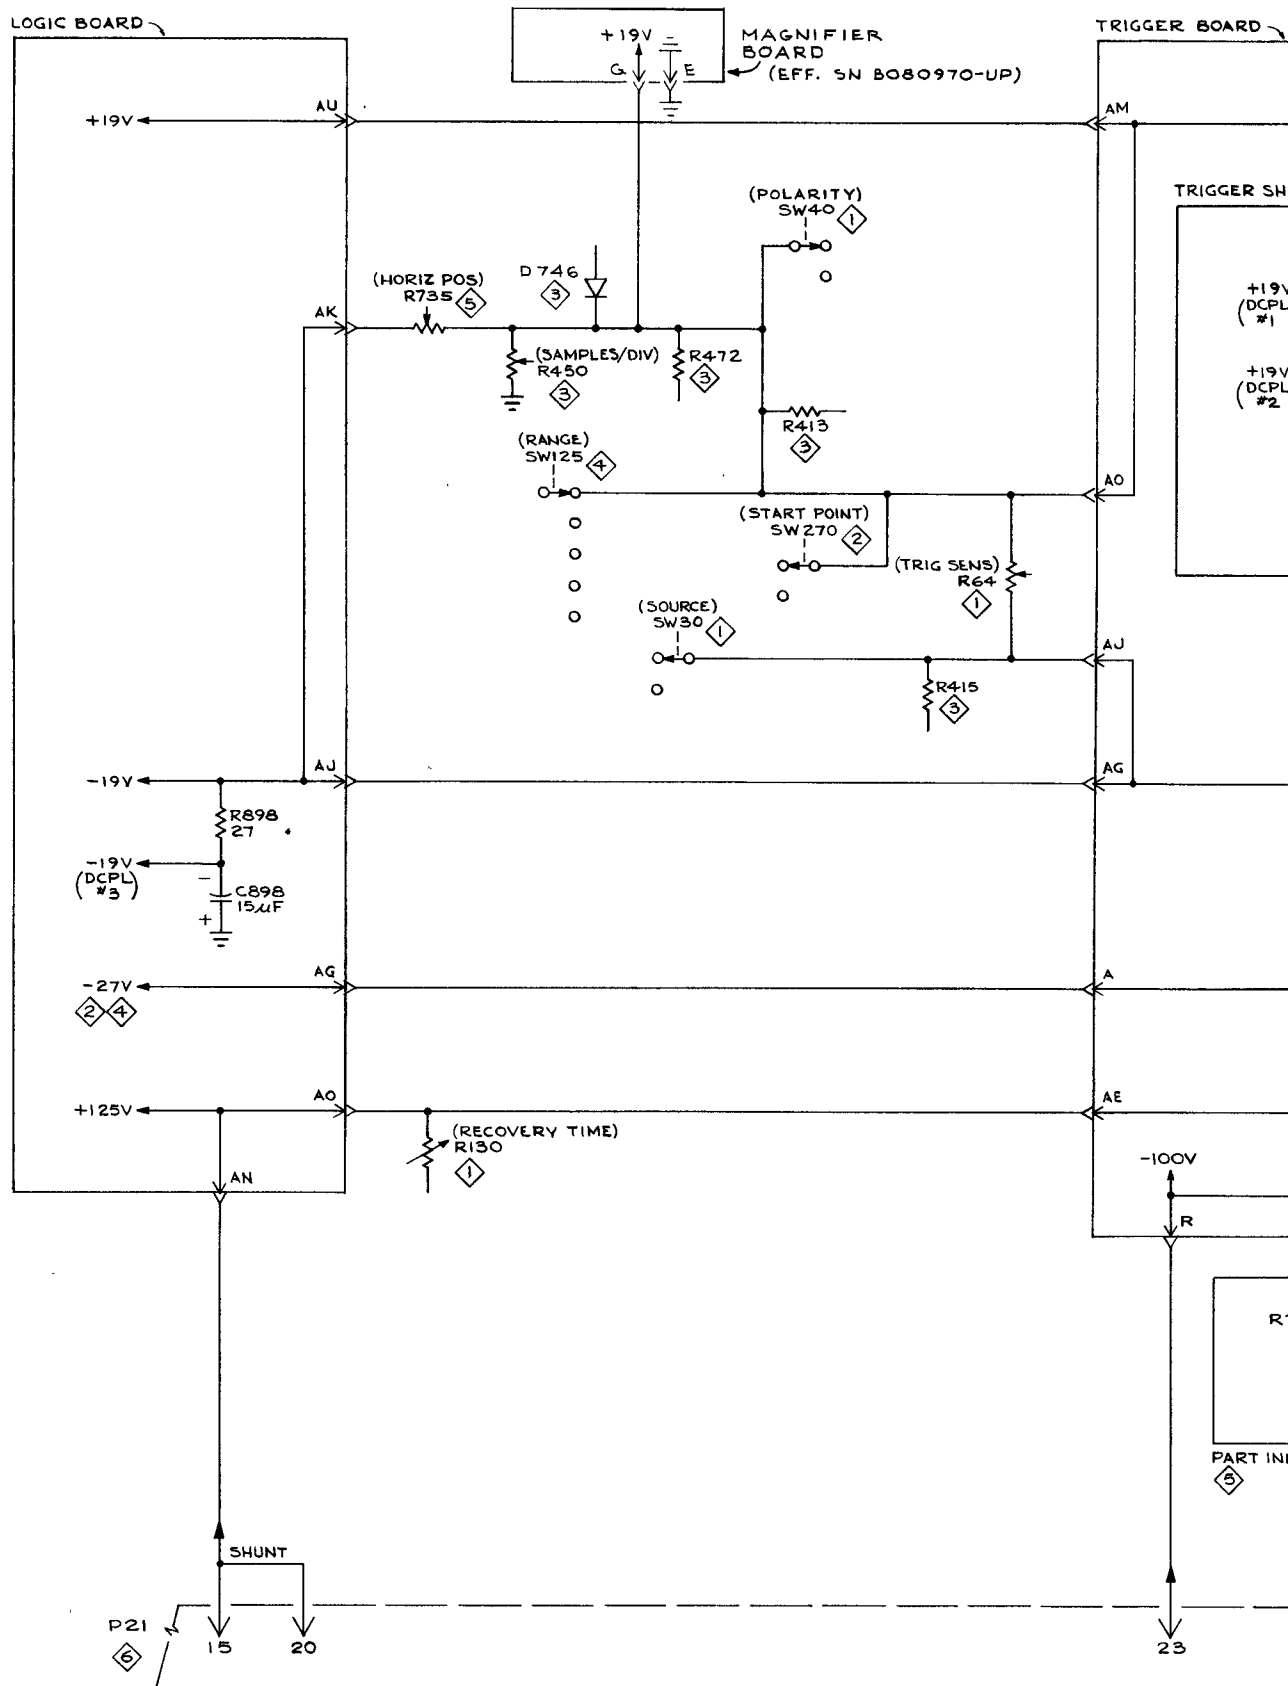 LOGIC BOARD
+19V
G
E
MAGNIFIER
BOARD
(EFF. SN B080970-UP)
TRIGGER BOARD
+19V
AU
AM
(POLARITY)
SW40
1
TRIGGER SH
D746
3
(HORIZ POS)
R735
5
AK
(SAMPLES/DIV)
R450
3
R472
3
+19V
(DCPL
#1
+19V
(DCPL
#2
R413
3
(RANGE)
SW125
4
AO
(START POINT)
SW270
2
(TRIG SENS)
R64
1
(SOURCE)
SW30
1
AJ
R415
3
-19V
AJ
AG
R898
27
-19V
(DCPL)
#3
-
C898
15µF
+
-27V
2
4
AG
A
+125V
AO
AE
(RECOVERY TIME)
R130
1
AN
-100V
R
PART IN
5
SHUNT
P21
6
15
20
23